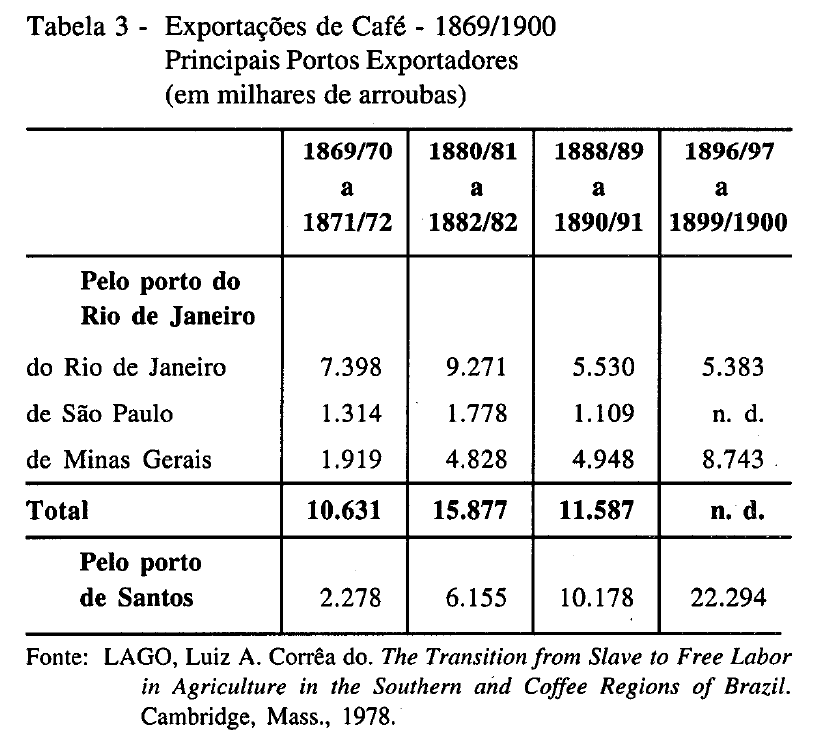 Tabela 3 - Exportações de Café - 1869/1900
Principais Portos Exportadores
(em milhares de arroubas)
1869/70 1880/81 1888/89 1896/97
a a a a
1871/72 1882/82 1890/91 1899/1900
Pelo porto do
Rio de Janeiro
do Rio de Janeiro 7.398 9.271 5.530 5.383
de São Paulo 1.314 1.778 1.109 n. d.
de Minas Gerais 1.919 4.828 4.948 8.743
Total 10.631 15.877 11.587 n. d.
Pelo porto
de Santos 2.278 6.155 10.178 22.294
Fonte: LAGO, Luiz A. Corrêa do. The Transition from Slave to Free Labor
in Agriculture in the Southern and Coffee Regions of Brazil.
Cambridge, Mass., 1978.